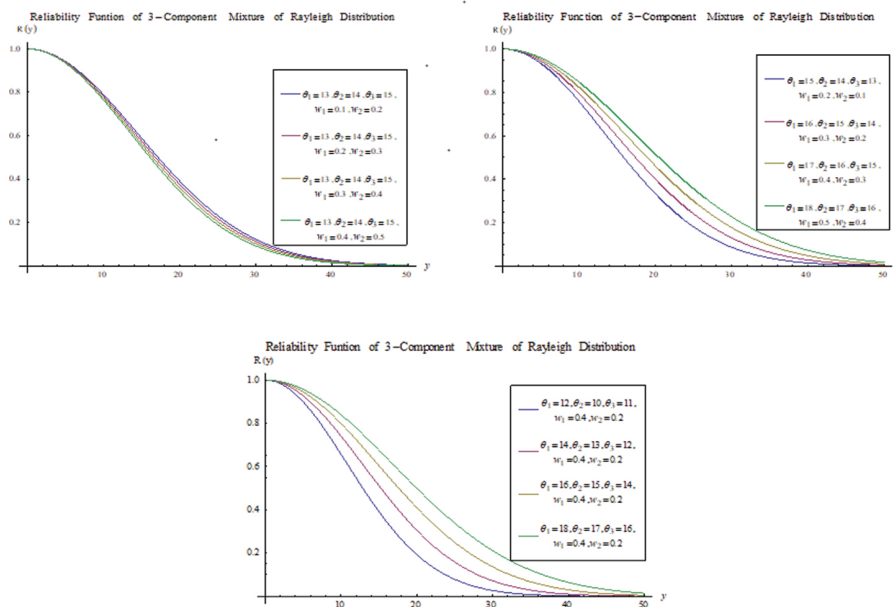 Reliability Funtion of 3-Component Mixture of Rayleigh Distribution
R(y)
1.0
0.8
0.6
0.4
0.2
10
20
30
40
50
y
θ1=13,θ2=14,θ3=15,
w1=0.1,w2=0.2
θ1=13,θ2=14,θ3=15,
w1=0.2,w2=0.3
θ1=13,θ2=14,θ3=15,
w1=0.3,w2=0.4
θ1=13,θ2=14,θ3=15,
w1=0.4,w2=0.5
Reliability Function of 3-Component Mixture of Rayleigh Distribution
R(y)
1.0
0.8
0.6
0.4
0.2
10
20
30
40
50
y
θ1=15,θ2=14,θ3=13,
w1=0.2,w2=0.1
θ1=16,θ2=15,θ3=14,
w1=0.3,w2=0.2
θ1=17,θ2=16,θ3=15,
w1=0.4,w2=0.3
θ1=18,θ2=17,θ3=16,
w1=0.5,w2=0.4
Reliability Funtion of 3-Component Mixture of Rayleigh Distribution
R(y)
1.0
0.8
0.6
0.4
0.2
10
20
30
40
50
y
θ1=12,θ2=10,θ3=11,
w1=0.4,w2=0.2
θ1=14,θ2=13,θ3=12,
w1=0.4,w2=0.2
θ1=16,θ2=15,θ3=14,
w1=0.4,w2=0.2
θ1=18,θ2=17,θ3=16,
w1=0.4,w2=0.2